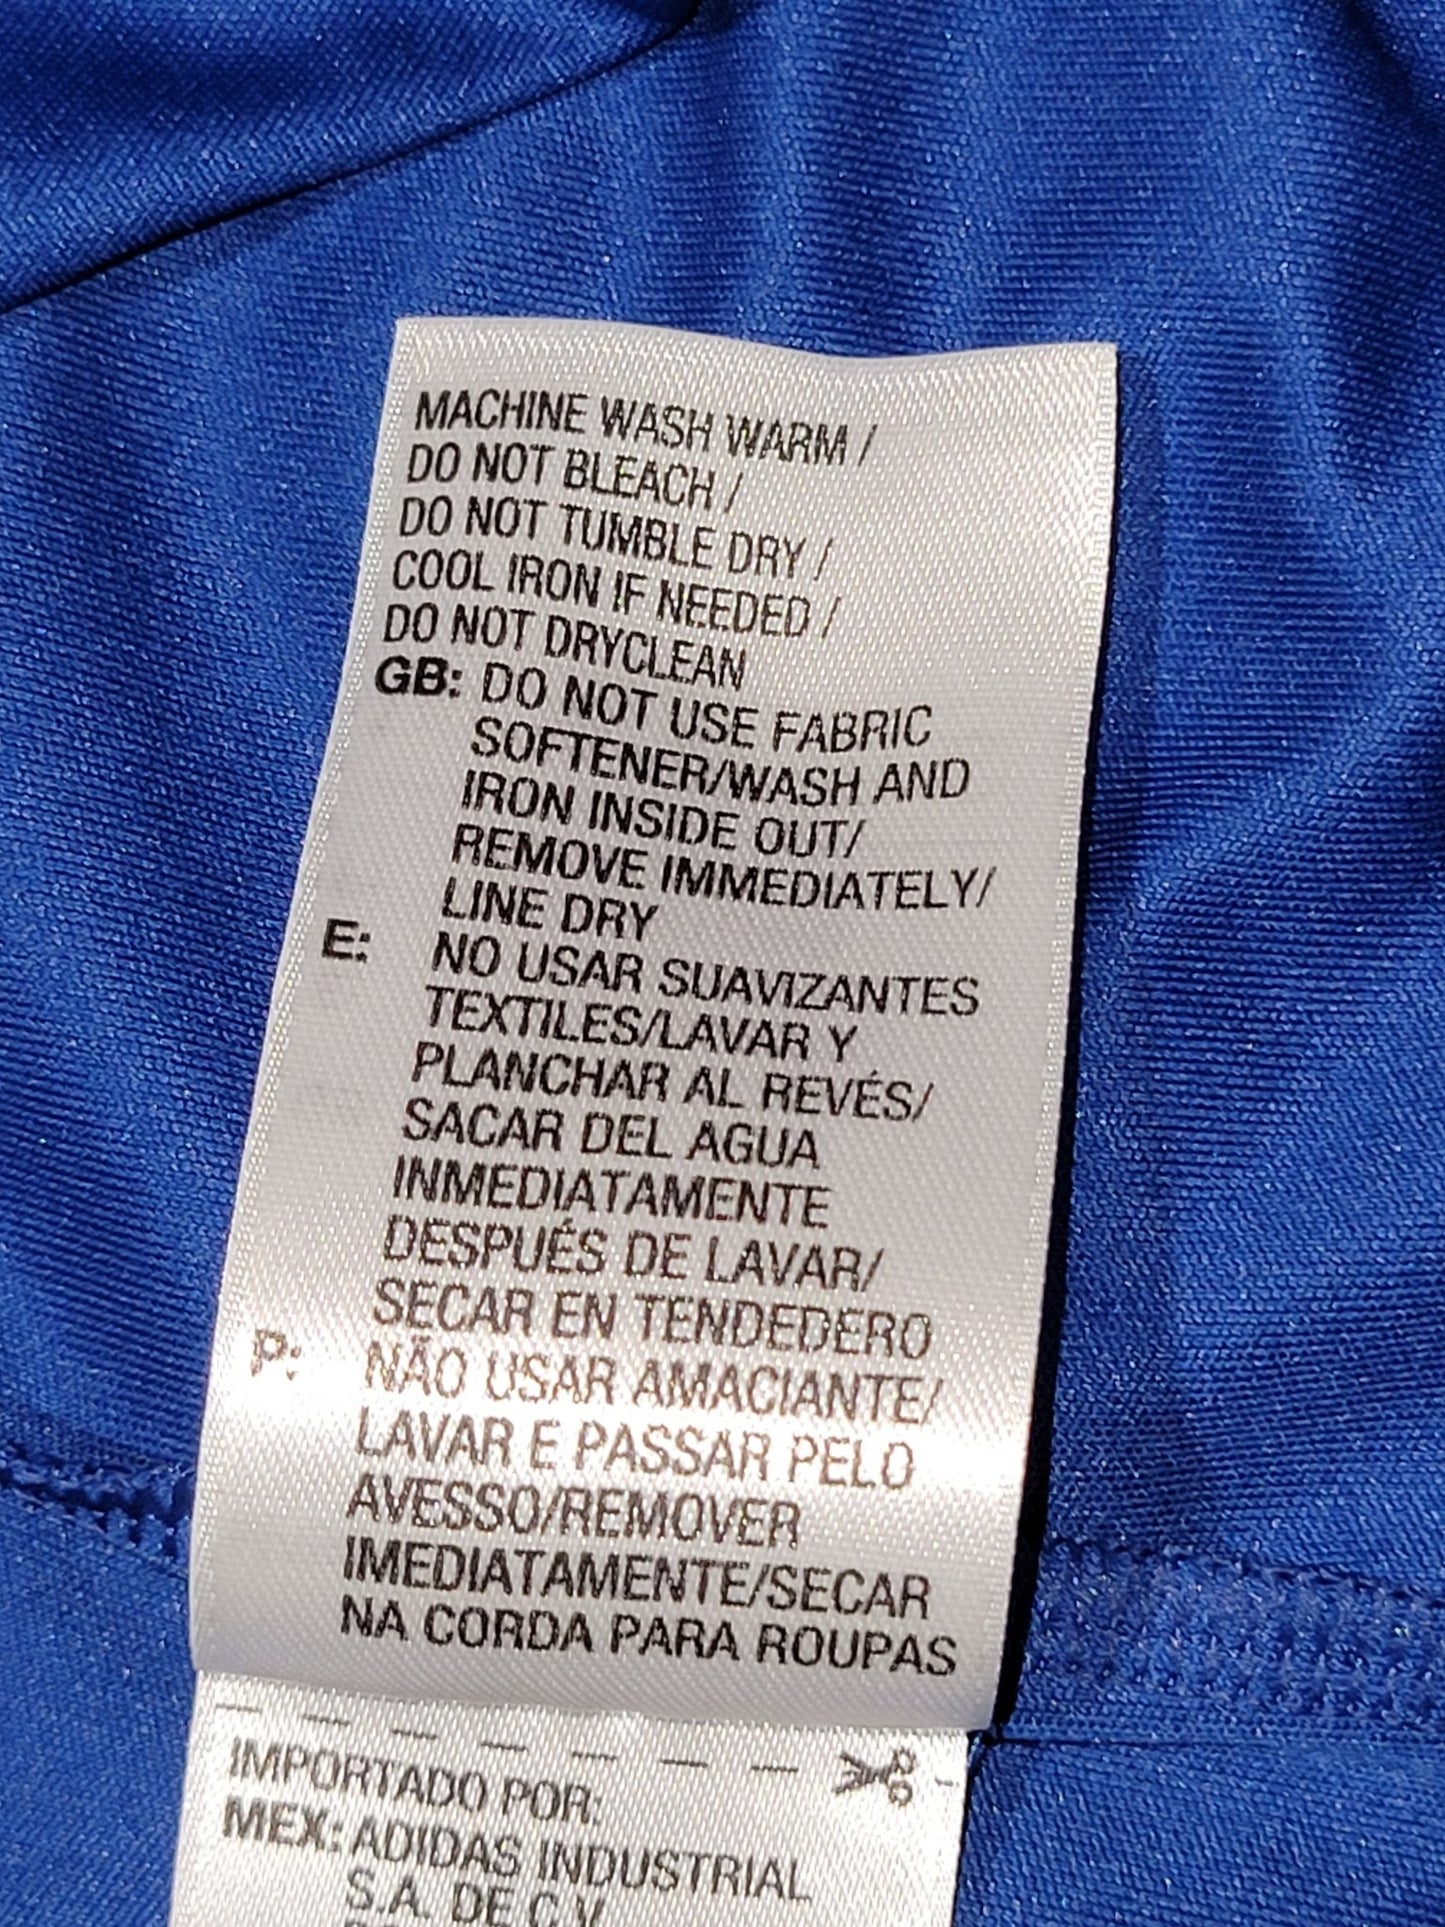 MACHINE WASH WARM /
DO NOT BLEACH /
DO NOT TUMBLE DRY /
COOL IRON IF NEEDED /
DO NOT DRYCLEAN
GB: DO NOT USE FABRIC
SOFTENER/WASH AND
IRON INSIDE OUT/
REMOVE IMMEDIATELY/
LINE DRY
E: NO USAR SUAVIZANTES
TEXTILES/LAVAR Y
PLANCHAR AL REVÉS/
SACAR DEL AGUA
INMEDIATAMENTE
DESPUÉS DE LAVAR/
SECAR EN TENDEDERO
P: NÃO USAR AMACIANTE/
LAVAR E PASSAR PELO
AVESSO/REMOVER
IMEDIATAMENTE/SECAR
NA CORDA PARA ROUPAS
IMPORTADO POR:
MEX: ADIDAS INDUSTRIAL
S.A. DE C.V.